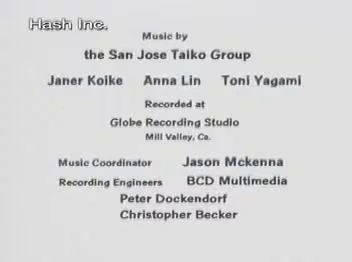 Hash Inc.
Music by
the San Jose Taiko Group
Janer Koike Anna Lin Toni Yagami
Recorded at
Globe Recording Studio
Mill Valley, Ca.
Music Coordinator Jason Mckenna
Recording Engineers BCD Multimedia
Peter Dockendorf
Christopher Becker